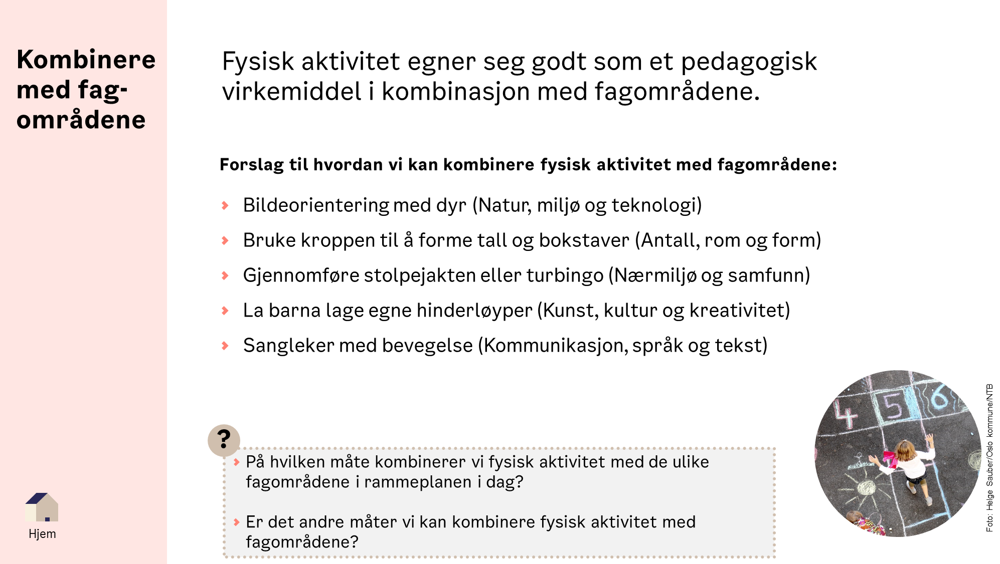 Kombinere
med fag-
områdene
Fysisk aktivitet egner seg godt som et pedagogisk
virkemiddel i kombinasjon med fagområdene.
Forslag til hvordan vi kan kombinere fysisk aktivitet med fagområdene:
Bildeorientering med dyr (Natur, miljø og teknologi)
Bruke kroppen til å forme tall og bokstaver (Antall, rom og form)
Gjennomføre stolpejakten eller turbingo (Nærmiljø og samfunn)
La barna lage egne hinderløyper (Kunst, kultur og kreativitet)
Sangleker med bevegelse (Kommunikasjon, språk og tekst)
?
På hvilken måte kombinerer vi fysisk aktivitet med de ulike
fagområdene i rammeplanen i dag?
Er det andre måter vi kan kombinere fysisk aktivitet med
fagområdene?
4 5 6
Foto: Helge Sauber/Oslo kommune/NTB
Hjem